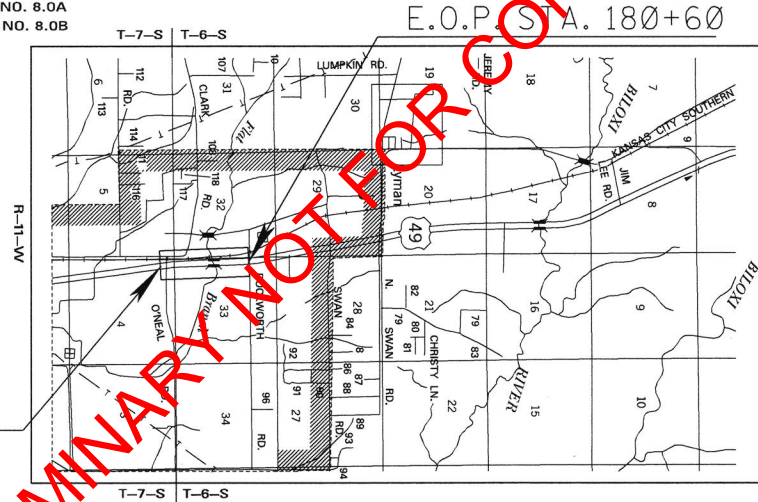 NO. 8.0A
NO. 8.0B
E.O.P. STA. 180+60
T-7-S T-6-S
R-11-W
LUMPKIN RD.
CLARK
RD.
Flat
RD.
JIM
LEE RD.
KANSAS CITY SOUTHERN
BILOXI
BILOXI
RIVER
49
O'NEAL
SWAN
RD.
N.
SWAN
RD.
CHRISTY LN.
RD.
6
113
112
114
5
116
117
118
107
31
10
30
32
29
19
18
7
20
17
9
8
4
33
28
84
8
86
87
88
89
93
94
92
91
90
27
96
34
82
21
79
80
81
79
83
22
16
15
9
10
T-7-S T-6-S
MINARY NOT FOR CO